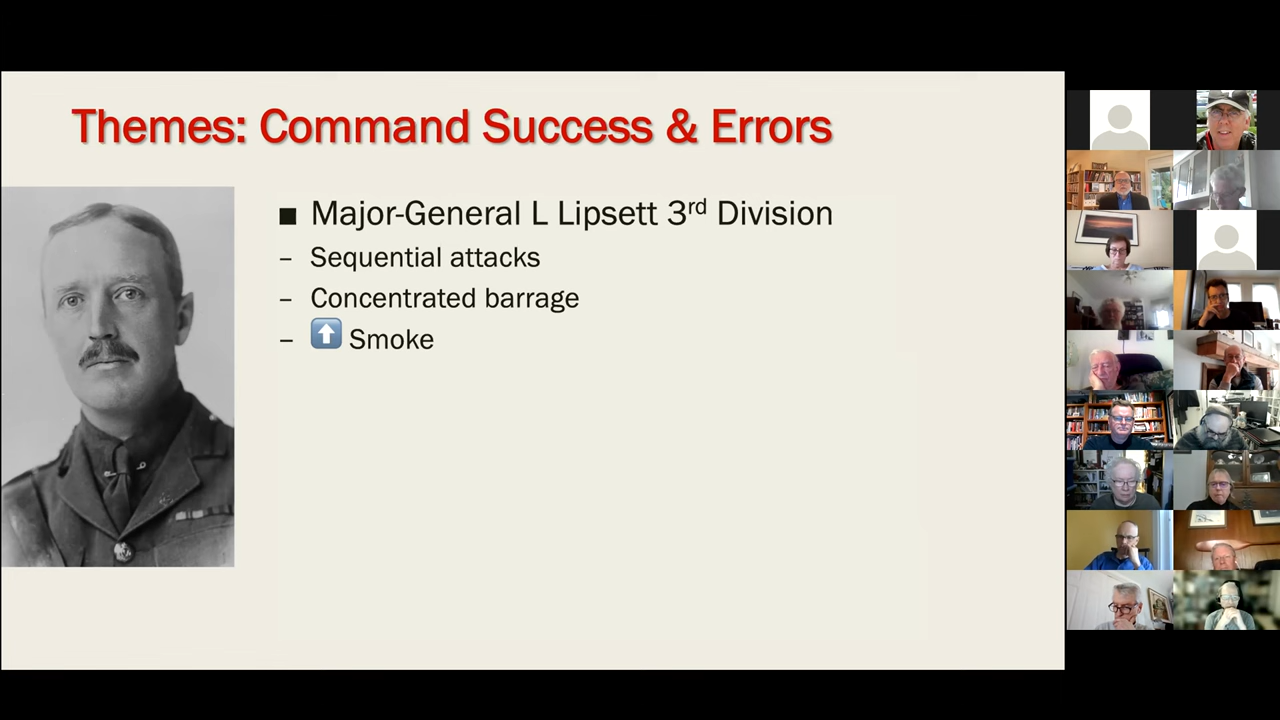 Themes: Command Success & Errors
■ Major-General L Lipsett 3rd Division
– Sequential attacks
– Concentrated barrage
– ⬆ Smoke